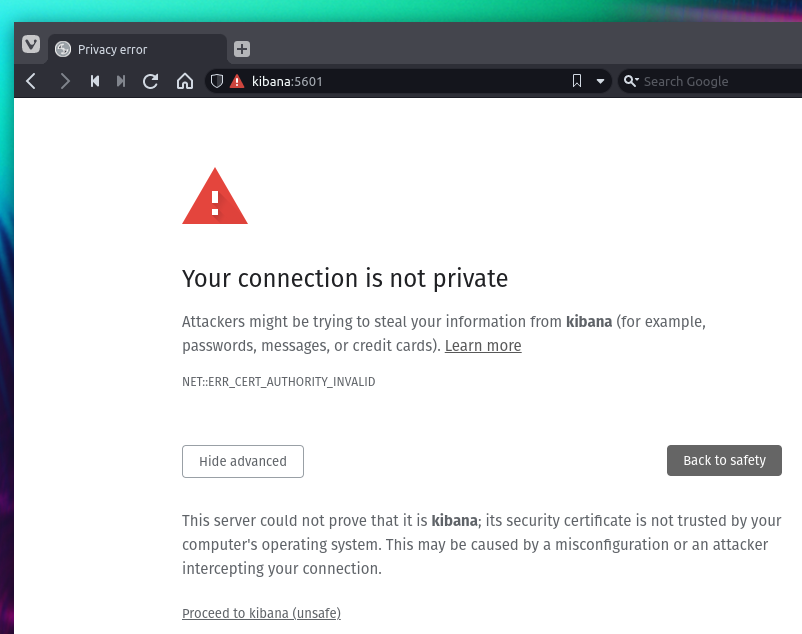 Privacy error
kibana:5601
Search Google
Your connection is not private
Attackers might be trying to steal your information from kibana (for example,
passwords, messages, or credit cards). Learn more
NET::ERR_CERT_AUTHORITY_INVALID
Hide advanced
Back to safety
This server could not prove that it is kibana; its security certificate is not trusted by your
computer's operating system. This may be caused by a misconfiguration or an attacker
intercepting your connection.
Proceed to kibana (unsafe)